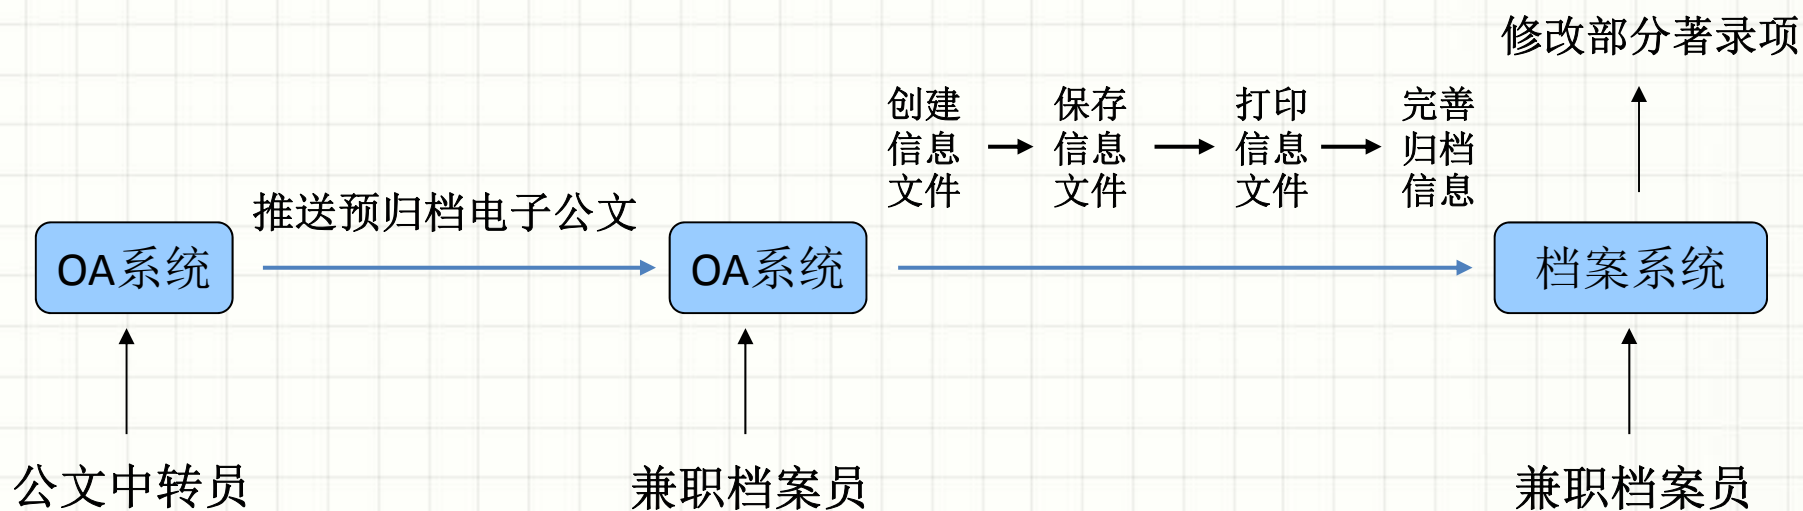 修改部分著录项
创建
信息
文件
保存
信息
文件
打印
信息
文件
完善
归档
信息
推送预归档电子公文
OA系统
OA系统
档案系统
公文中转员
兼职档案员
兼职档案员